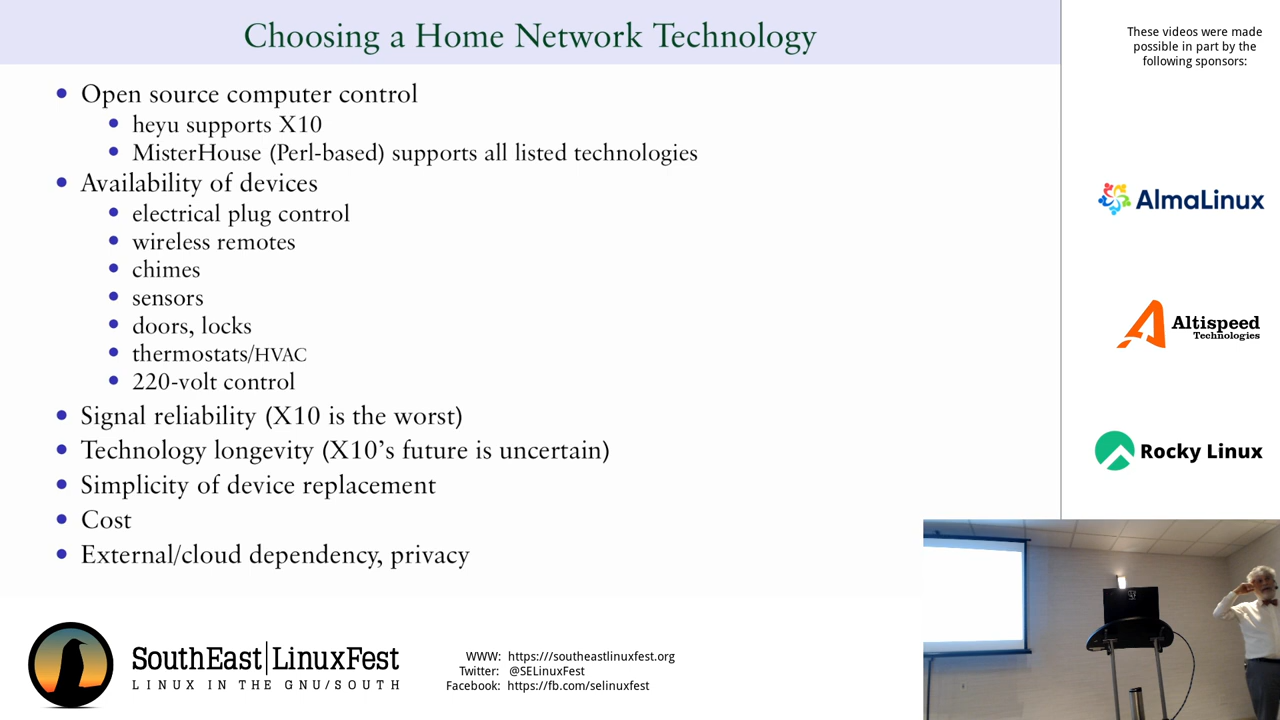 Choosing a Home Network Technology
Open source computer control
heyu supports X10
MisterHouse (Perl-based) supports all listed technologies
Availability of devices
electrical plug control
wireless remotes
chimes
sensors
doors, locks
thermostats/HVAC
220-volt control
Signal reliability (X10 is the worst)
Technology longevity (X10's future is uncertain)
Simplicity of device replacement
Cost
External/cloud dependency, privacy
These videos were made
possible in part by the
following sponsors:
AlmaLinux
Altispeed
Technologies
Rocky Linux
SouthEast|LinuxFest
LINUX IN THE GNU/SOUTH
WWW: https:///southeastlinuxfest.org
Twitter: @SELinuxFest
Facebook: https://fb.com/selinuxfest